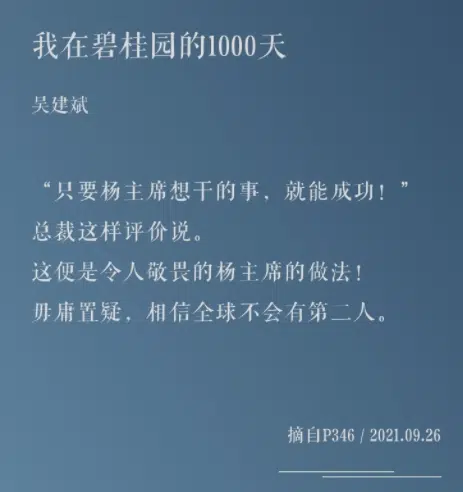 我在碧桂园的1000天
吴建斌
“只要杨主席想干的事，就能成功！”
总裁这样评价说。
这便是令人敬畏的杨主席的做法！
毋庸置疑，相信全球不会有第二人。
摘自P346 / 2021.09.26